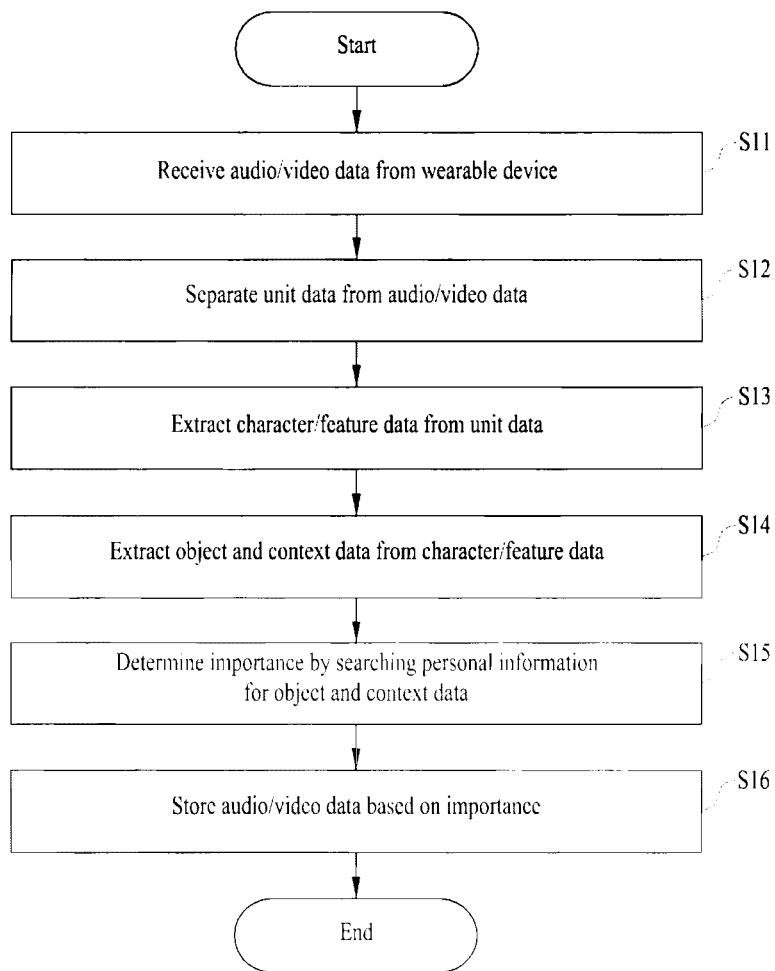 Start
S11
Receive audio/video data from wearable device
S12
Separate unit data from audio/video data
S13
Extract character/feature data from unit data
S14
Extract object and context data from character/feature data
S15
Determine importance by searching personal information
for object and context data
S16
Store audio/video data based on importance
End